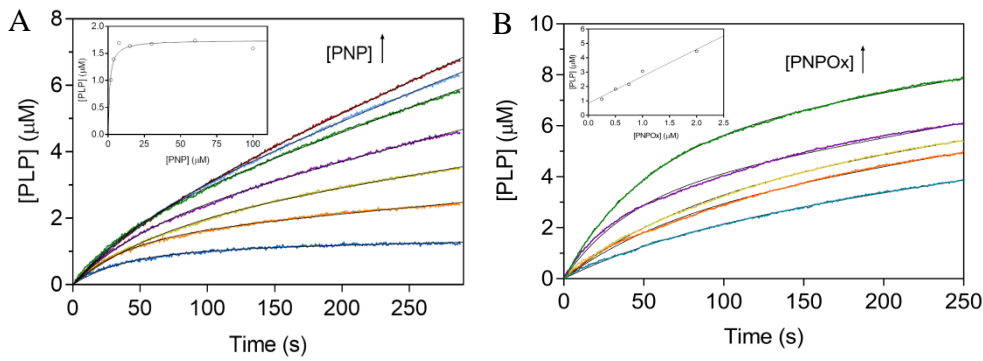 A
8
6
4
2
0
[PLP] (μM)
0 50 100 150 200 250
Time (s)
[PNP]
2.0
1.5
1.0
0.5
0.0
[PLP] (μM)
0 25 50 75 100
[PNP] (μM)
B
10
8
6
4
2
0
[PLP] (μM)
0 50 100 150 200 250
Time (s)
[PNPOx]
6
5
4
3
2
1
0
[PLP] (μM)
0.0 0.5 1.0 1.5 2.0 2.5
[PNPOx] (μM)